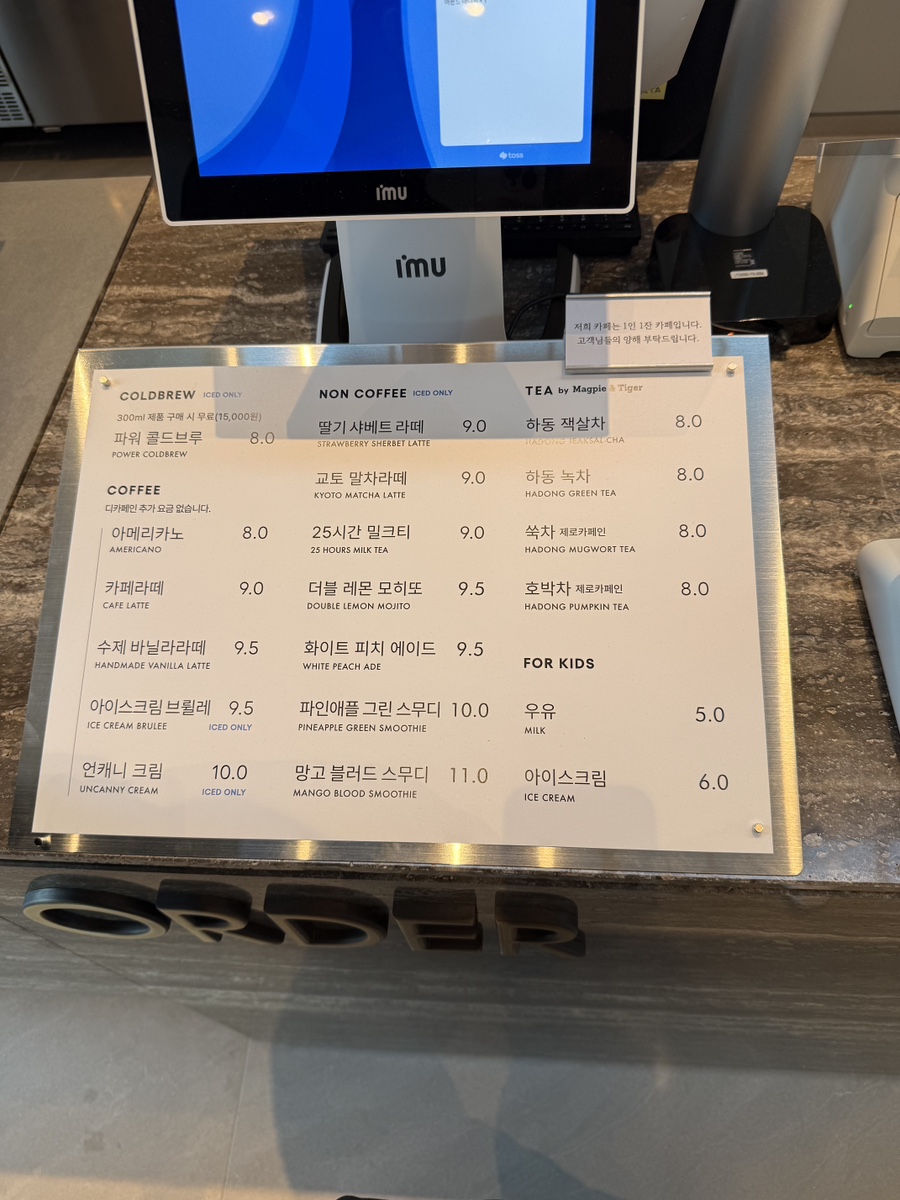 toss
i'mu
i'mu
저희 카페는 1인 1잔 카페입니다.
고객님들의 양해 부탁드립니다.
COLDBREW ICED ONLY
300ml 제품 구매 시 무료(15,000원)
파워 콜드브루 8.0
POWER COLDBREW
COFFEE
디카페인 추가 요금 없습니다.
아메리카노 8.0
AMERICANO
카페라떼 9.0
CAFE LATTE
수제 바닐라라떼 9.5
HANDMADE VANILLA LATTE
아이스크림 브륄레 9.5
ICE CREAM BRULEE ICED ONLY
언캐니 크림 10.0
UNCANNY CREAM ICED ONLY
NON COFFEE ICED ONLY
딸기 샤베트 라떼 9.0
STRAWBERRY SHERBET LATTE
교토 말차라떼 9.0
KYOTO MATCHA LATTE
25시간 밀크티 9.0
25 HOURS MILK TEA
더블 레몬 모히또 9.5
DOUBLE LEMON MOJITO
화이트 피치 에이드 9.5
WHITE PEACH ADE
파인애플 그린 스무디 10.0
PINEAPPLE GREEN SMOOTHIE
망고 블러드 스무디 11.0
MANGO BLOOD SMOOTHIE
TEA by Magpie & Tiger
하동 잭살차 8.0
HADONG JEAKSAL CHA
하동 녹차 8.0
HADONG GREEN TEA
쑥차 제로카페인 8.0
HADONG MUGWORT TEA
호박차 제로카페인 8.0
HADONG PUMPKIN TEA
FOR KIDS
우유 5.0
MILK
아이스크림 6.0
ICE CREAM
ORDER